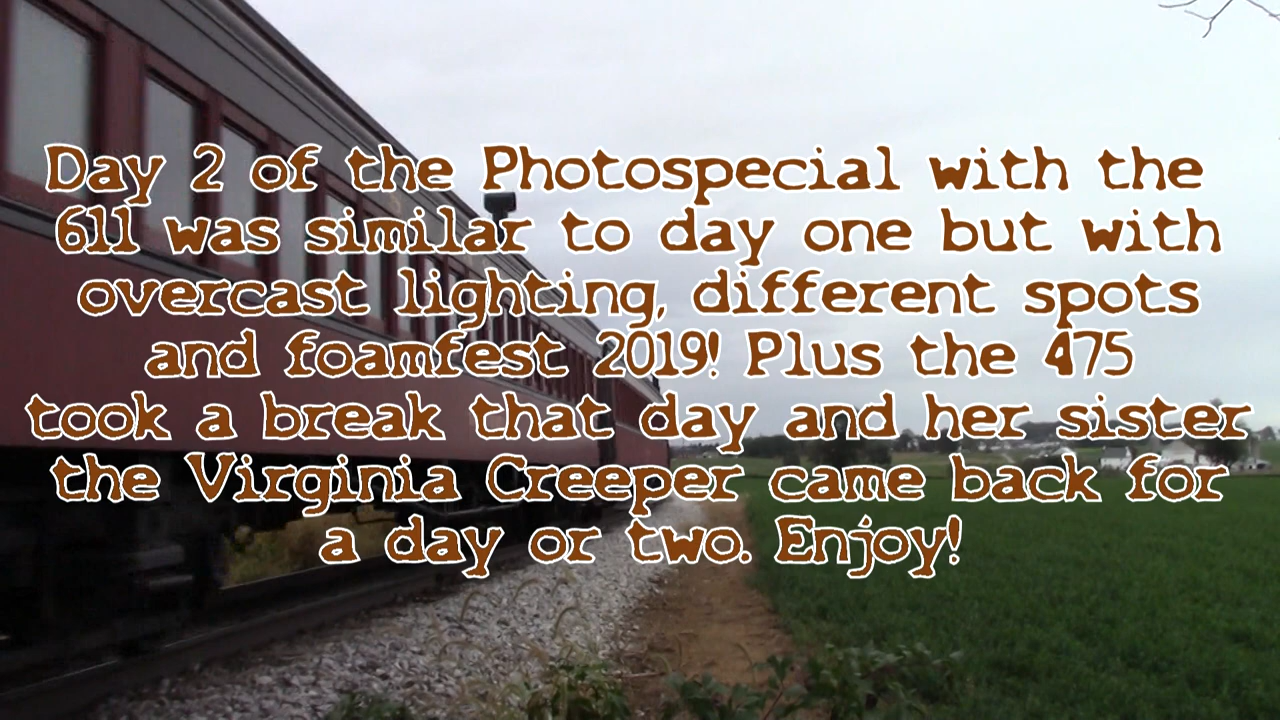 Day 2 of the Photospecial with the
611 was similar to day one but with
overcast lighting, different spots
and foamfest 2019! Plus the 475
took a break that day and her sister
the Virginia Creeper came back for
a day or two. Enjoy!